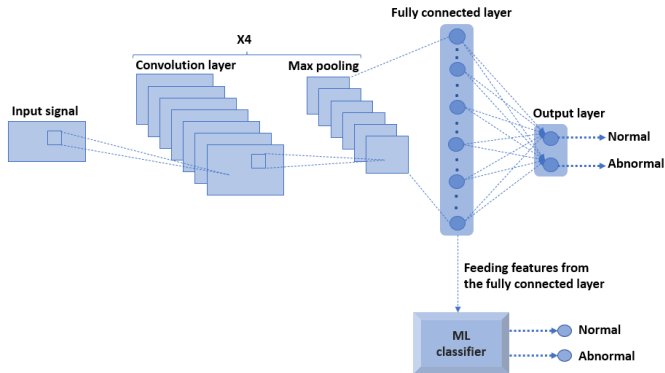 Fully connected layer
X4
Convolution layer
Max pooling
Input signal
Output layer
Normal
Abnormal
Feeding features from
the fully connected layer
ML
classifier
Normal
Abnormal